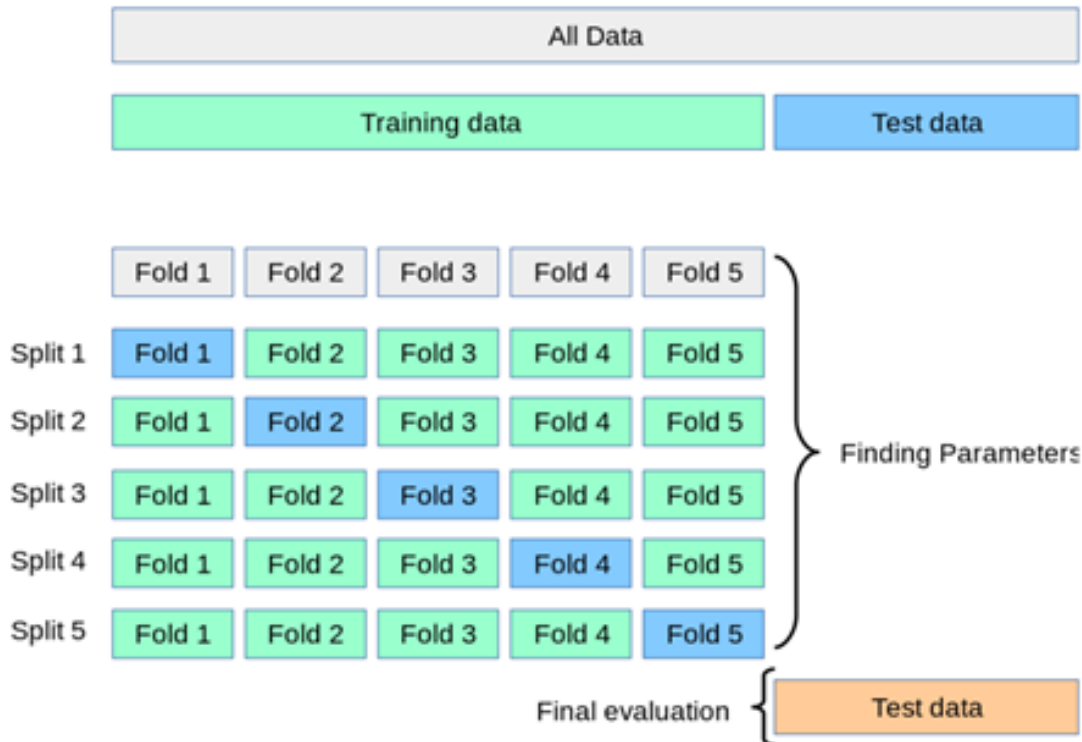 All Data
Training data Test data
Fold 1 Fold 2 Fold 3 Fold 4 Fold 5
Split 1 Fold 1 Fold 2 Fold 3 Fold 4 Fold 5
Split 2 Fold 1 Fold 2 Fold 3 Fold 4 Fold 5
Finding Parameters
Split 3 Fold 1 Fold 2 Fold 3 Fold 4 Fold 5
Split 4 Fold 1 Fold 2 Fold 3 Fold 4 Fold 5
Split 5 Fold 1 Fold 2 Fold 3 Fold 4 Fold 5
Final evaluation Test data